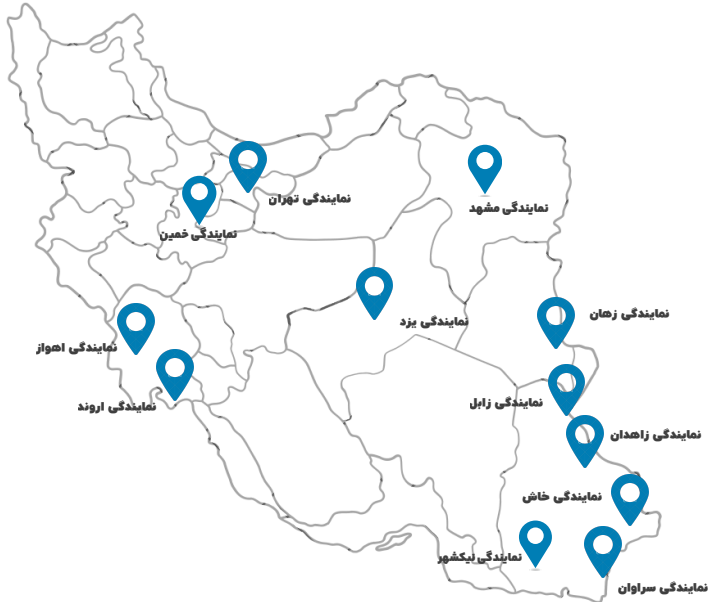 نمایندگی تهران
نمایندگی مشهد
نمایندگی خمین
نمایندگی زهان
نمایندگی یزد
نمایندگی اهواز
نمایندگی زابل
نمایندگی اروند
نمایندگی زاهدان
نمایندگی خاش
نمایندگی نیکشهر
نمایندگی سراوان